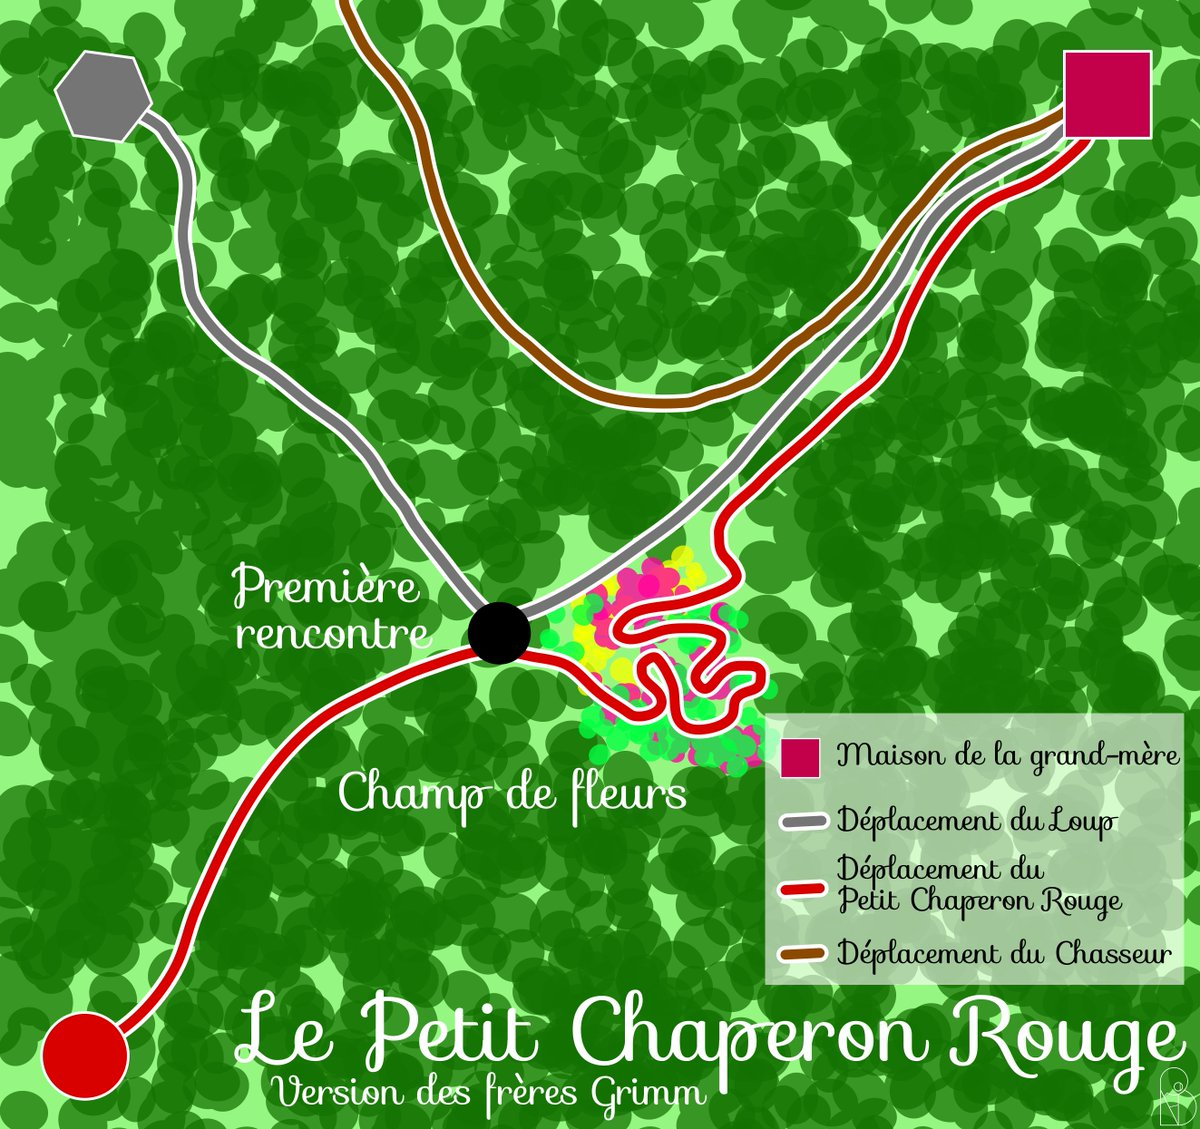 Première
rencontre
Champ de fleurs
Maison de la grand-mère
Déplacement du Loup
Déplacement du
Petit Chaperon Rouge
Déplacement du Chasseur
Le Petit Chaperon Rouge
Version des frères Grimm